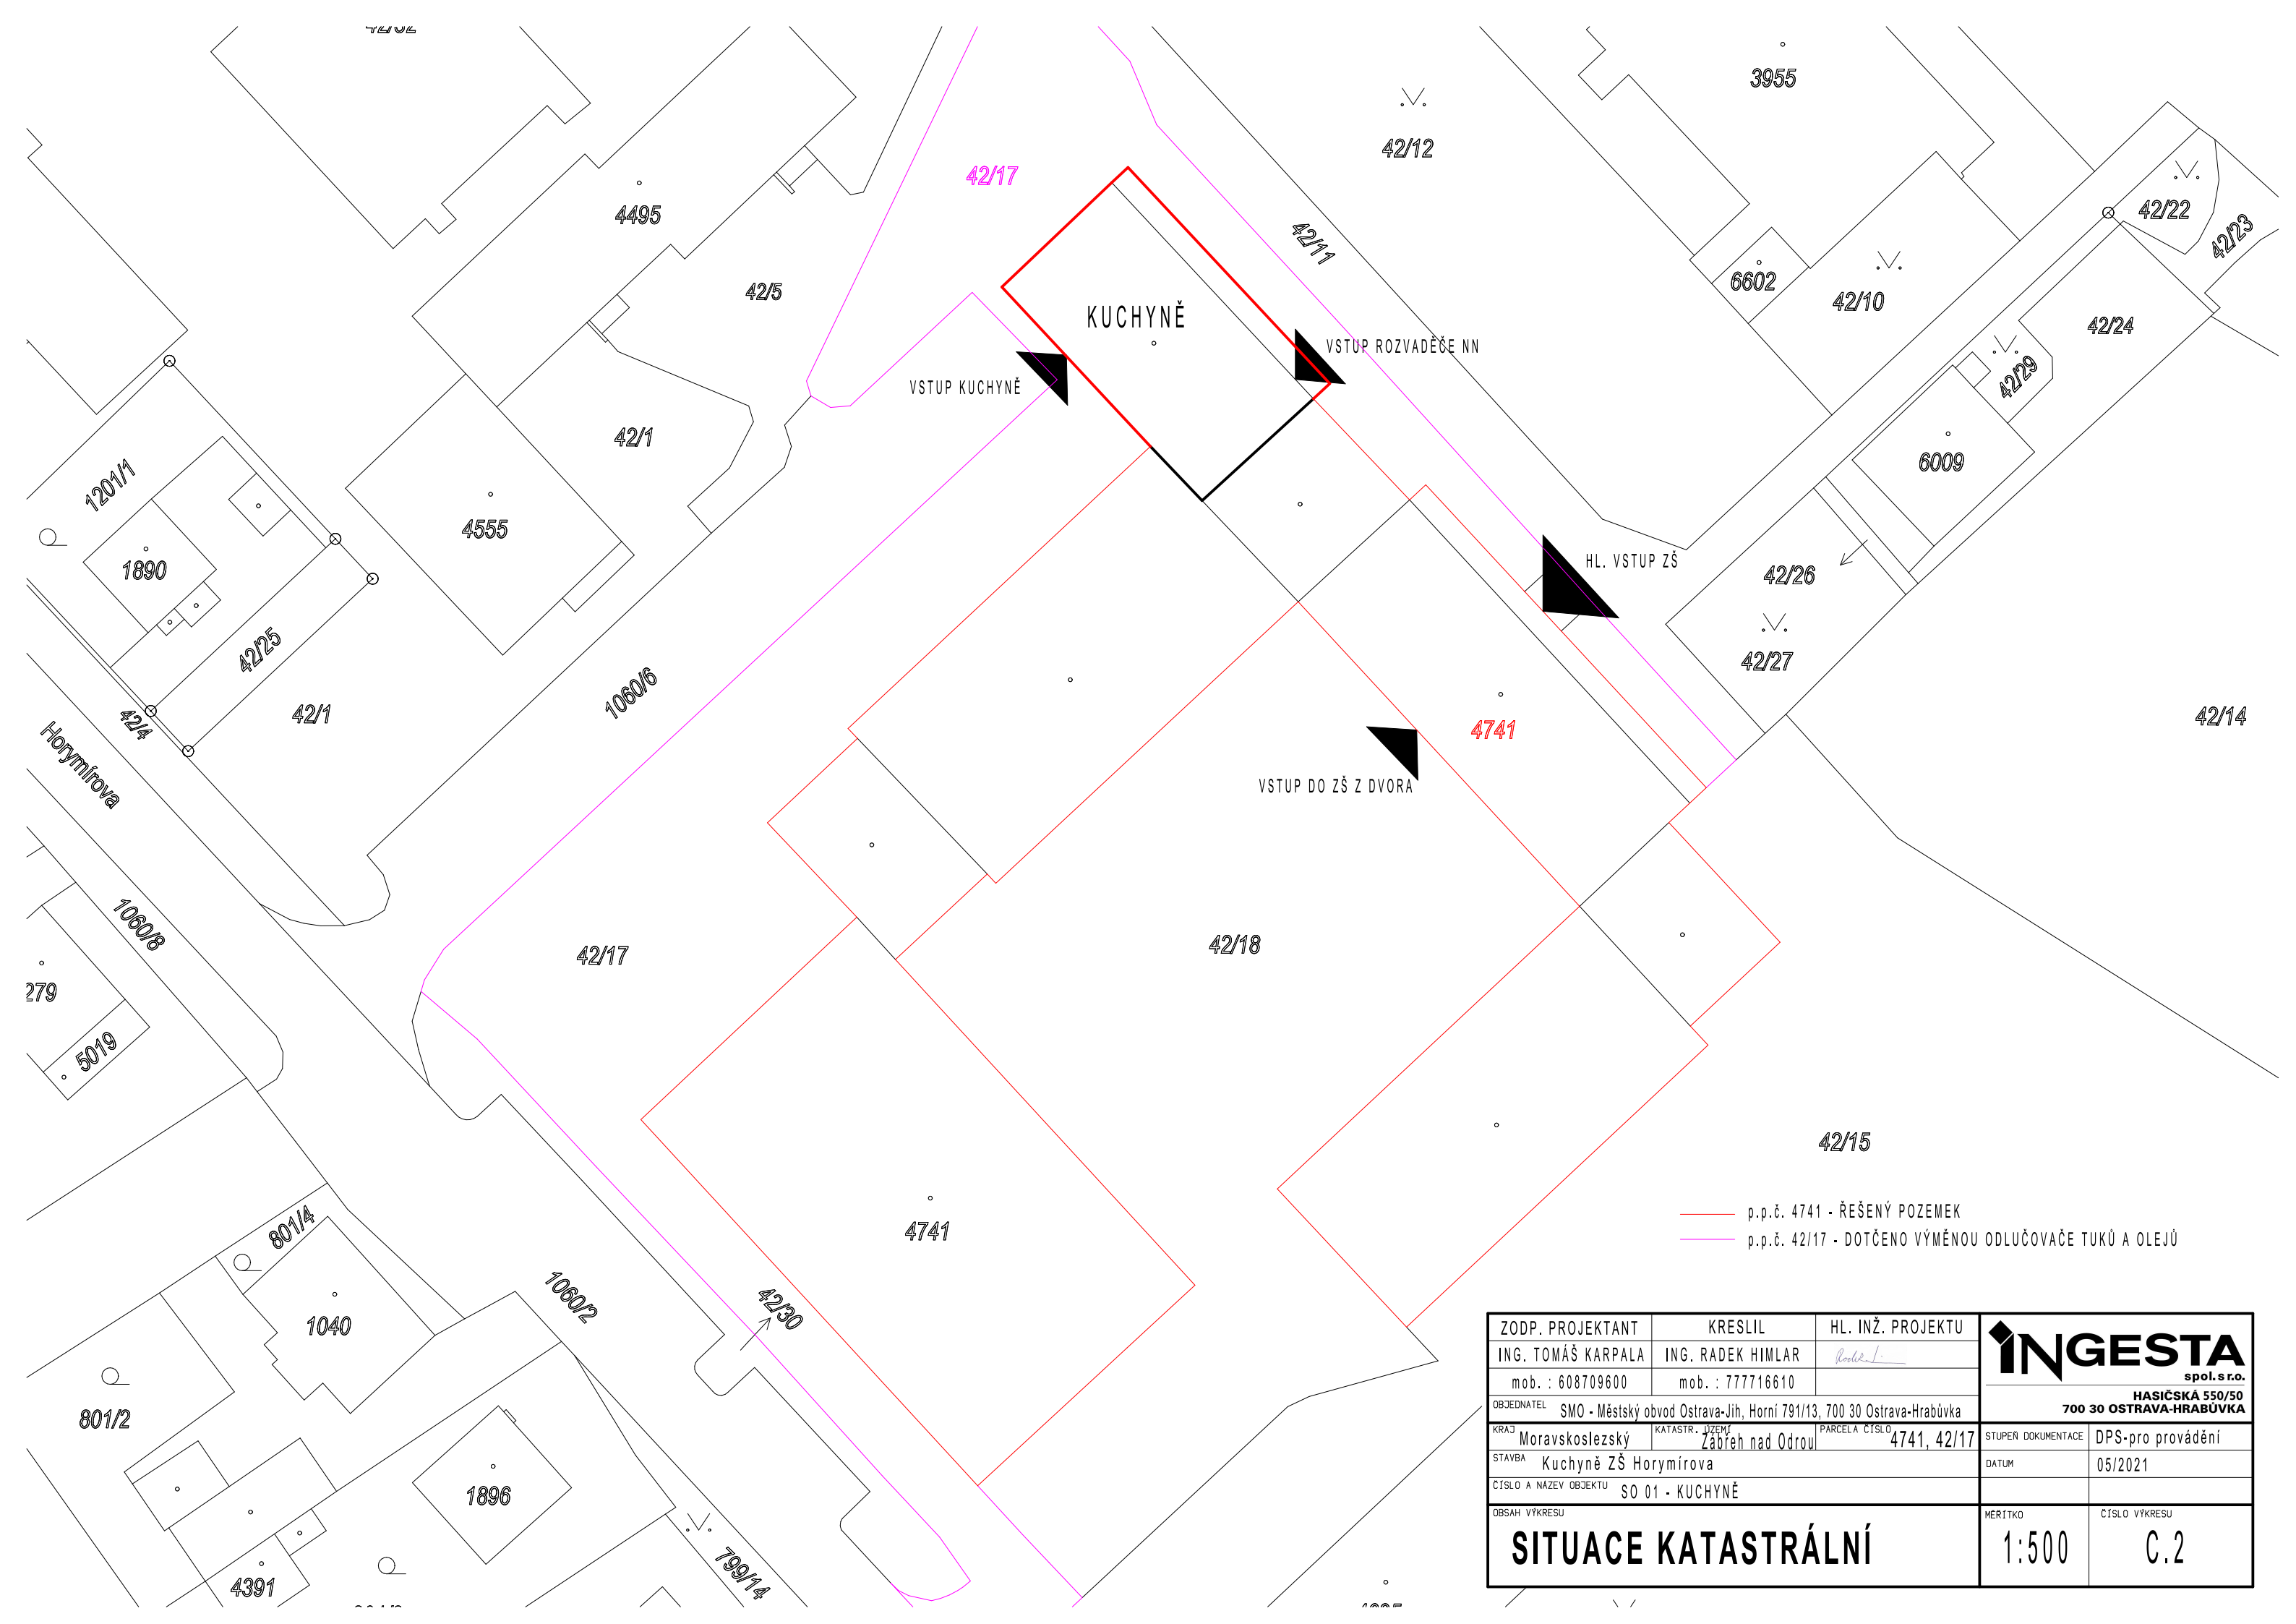 3955
42/12
42/17
4495
42/22
42/23
42/11
6602
42/10
42/5
KUCHYNĚ
42/24
VSTUP ROZVADĚČE NN
VSTUP KUCHYNĚ
42/29
42/1
6009
1201/1
4555
1890
HL. VSTUP ZŠ
42/26
42/25
42/27
1060/6
42/4
42/1
42/14
4741
Horymírova
VSTUP DO ZŠ Z DVORA
1060/8
42/17
42/18
279
5019
42/15
801/4
4741
p.p.č. 4741 - ŘEŠENÝ POZEMEK
p.p.č. 42/17 - DOTČENO VÝMĚNOU ODLUČOVAČE TUKŮ A OLEJŮ
1060/2
42/30
1040
801/2
1896
4391
799/14
ZODP. PROJEKTANT KRESLIL HL. INŽ. PROJEKTU
ING. TOMÁŠ KARPALA ING. RADEK HIMLAR
mob. : 608709600 mob. : 777716610
INGESTA
spol. s r.o.
HASIČSKÁ 550/50
700 30 OSTRAVA-HRABŮVKA
OBJEDNATEL SMO - Městský obvod Ostrava-Jih, Horní 791/13, 700 30 Ostrava-Hrabůvka
KRAJ Moravskoslezský KATASTR. ÚZEMÍ Zábřeh nad Odrou PARCELA ČÍSLO 4741, 42/17
STUPEŇ DOKUMENTACE DPS-pro provádění
STAVBA Kuchyně ZŠ Horymírova
DATUM 05/2021
ČÍSLO A NÁZEV OBJEKTU SO 01 - KUCHYNĚ
OBSAH VÝKRESU
SITUACE KATASTRÁLNÍ
MĚŘÍTKO
1:500
ČÍSLO VÝKRESU
C.2